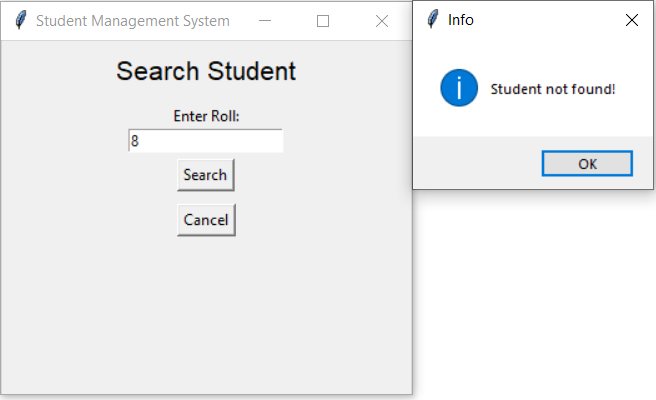 Student Management System
Search Student
Enter Roll:
8
Search
Cancel
Info
Student not found!
OK